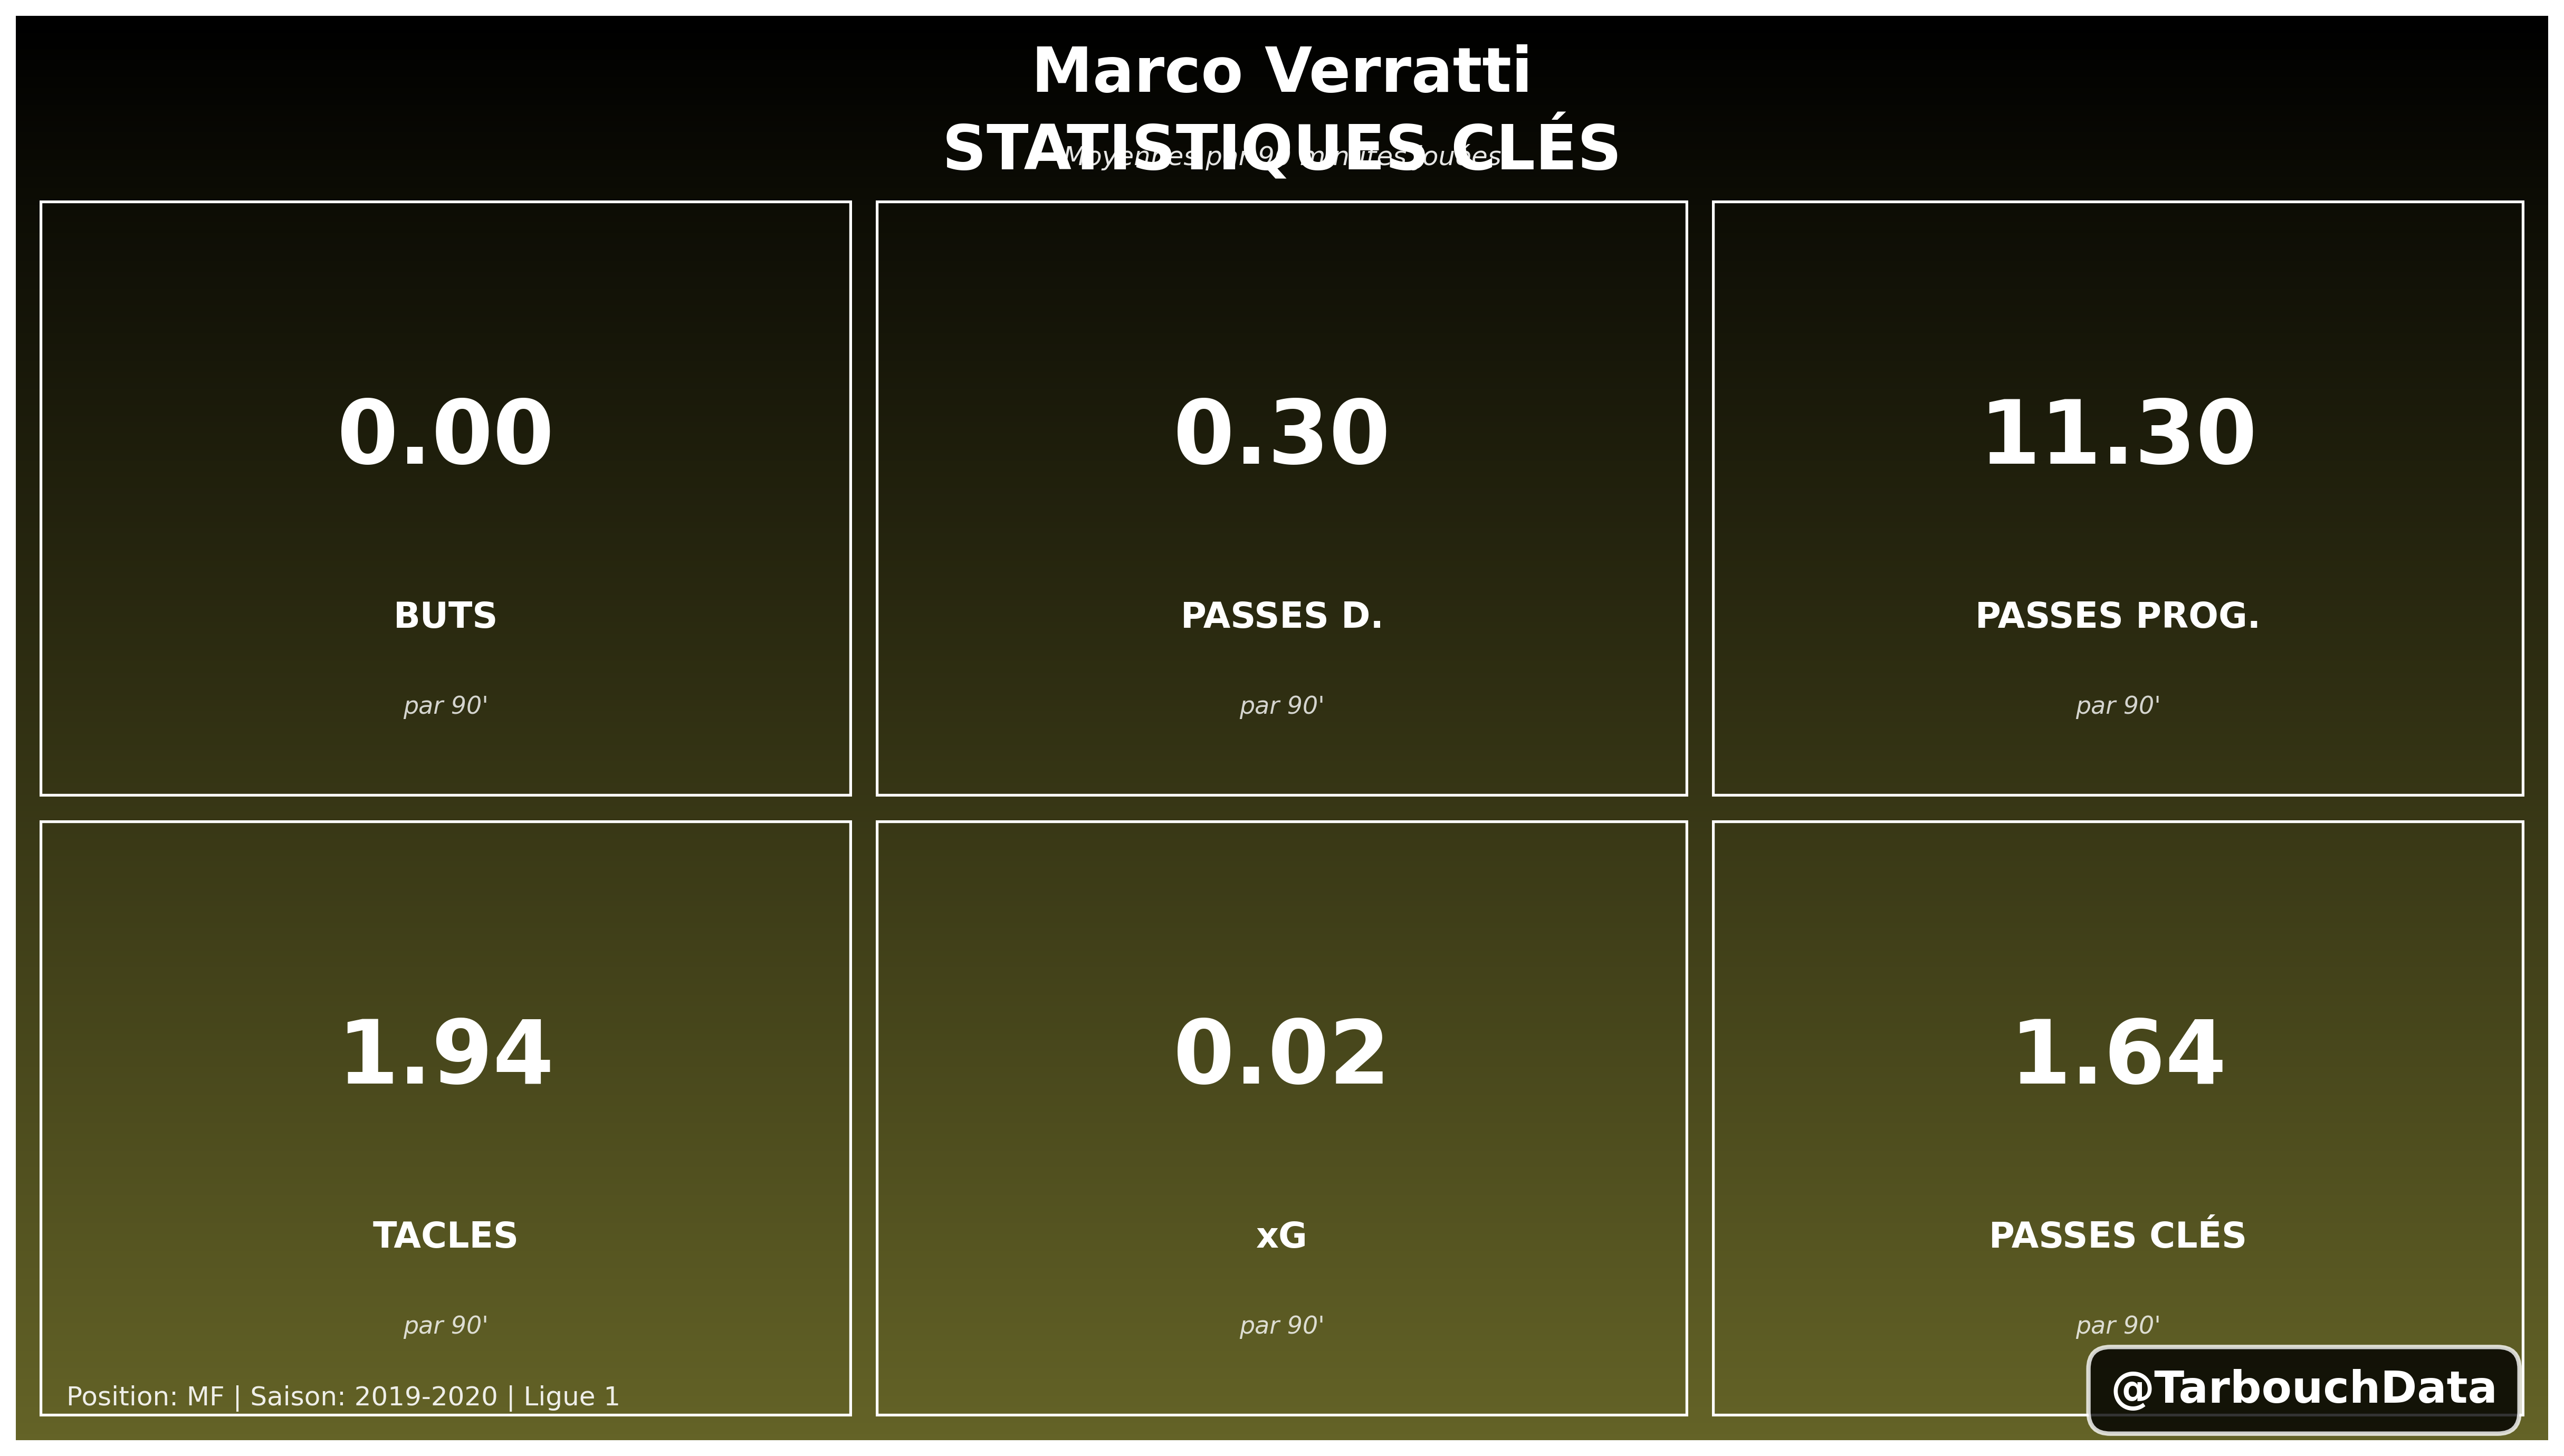 Marco Verratti
STATISTIQUES CLÉS
Moyennes par 90 minutes jouées
0.00
BUTS
par 90'
0.30
PASSES D.
par 90'
11.30
PASSES PROG.
par 90'
1.94
TACLES
par 90'
0.02
xG
par 90'
1.64
PASSES CLÉS
par 90'
Position: MF | Saison: 2019-2020 | Ligue 1
@TarbouchData